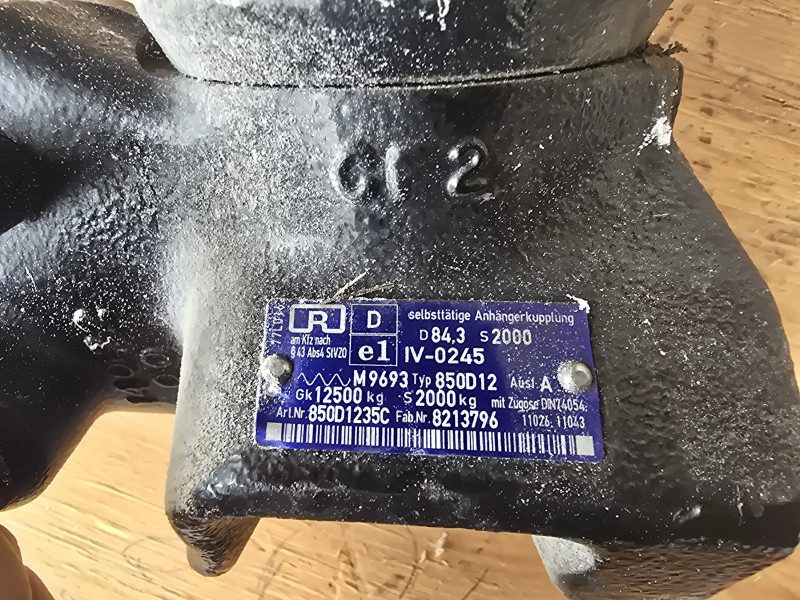 GT 2
R
D
selbsttätige Anhängerkupplung
D 84,3 S 2000
am Kfz nach
§ 43 Abs4 StVZO
e1
IV-0245
M9693 Typ 850D12 Ausf. A
Gk 12500 kg S 2000 kg mit Zugöse DIN74054,
Art.Nr. 850D1235C Fab.Nr. 8213796 11026, 11043